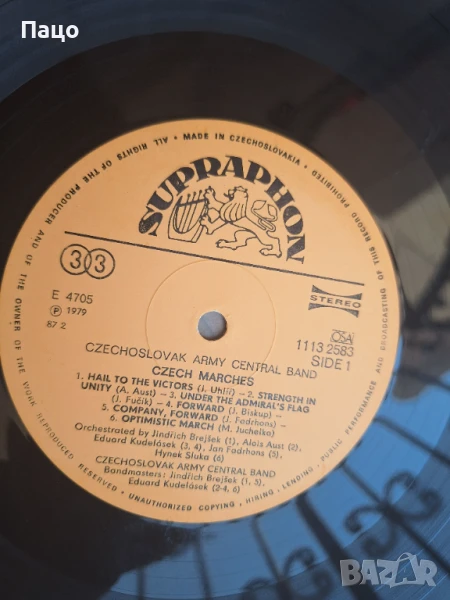 Пацо
• MADE IN CZECHOSLOVAKIA • ALL RIGHTS OF THE PRODUCER AND OF THE OWNER OF THE WORK REPRODUCED RESERVED • UNAUTHORIZED COPYING, HIRING, LENDING, PUBLIC PERFORMANCE AND BROADCASTING OF THIS RECORD PROHIBITED
SUPRAPHON
33
STEREO
E 4705
Ⓟ 1979
87 2
OSA
1113 2583
SIDE 1
CZECHOSLOVAK ARMY CENTRAL BAND
CZECH MARCHES
1. HAIL TO THE VICTORS (J. Uhlíř) - 2. STRENGTH IN
UNITY (A. Aust) - 3. UNDER THE ADMIRAL'S FLAG
(J. Fučík) - 4. FORWARD (J. Biskup) -
5. COMPANY, FORWARD (J. Fadrhons) -
6. OPTIMISTIC MARCH (M. Juchelka)
Orchestrated by Jindřich Brejšek (1), Alois Aust (2),
Eduard Kudelásek (3, 4), Jan Fadrhons (5),
Hynek Sluka (6)
CZECHOSLOVAK ARMY CENTRAL BAND
Bandmasters: Jindřich Brejšek (1, 5),
Eduard Kudelásek (2-4, 6)
BAZAR